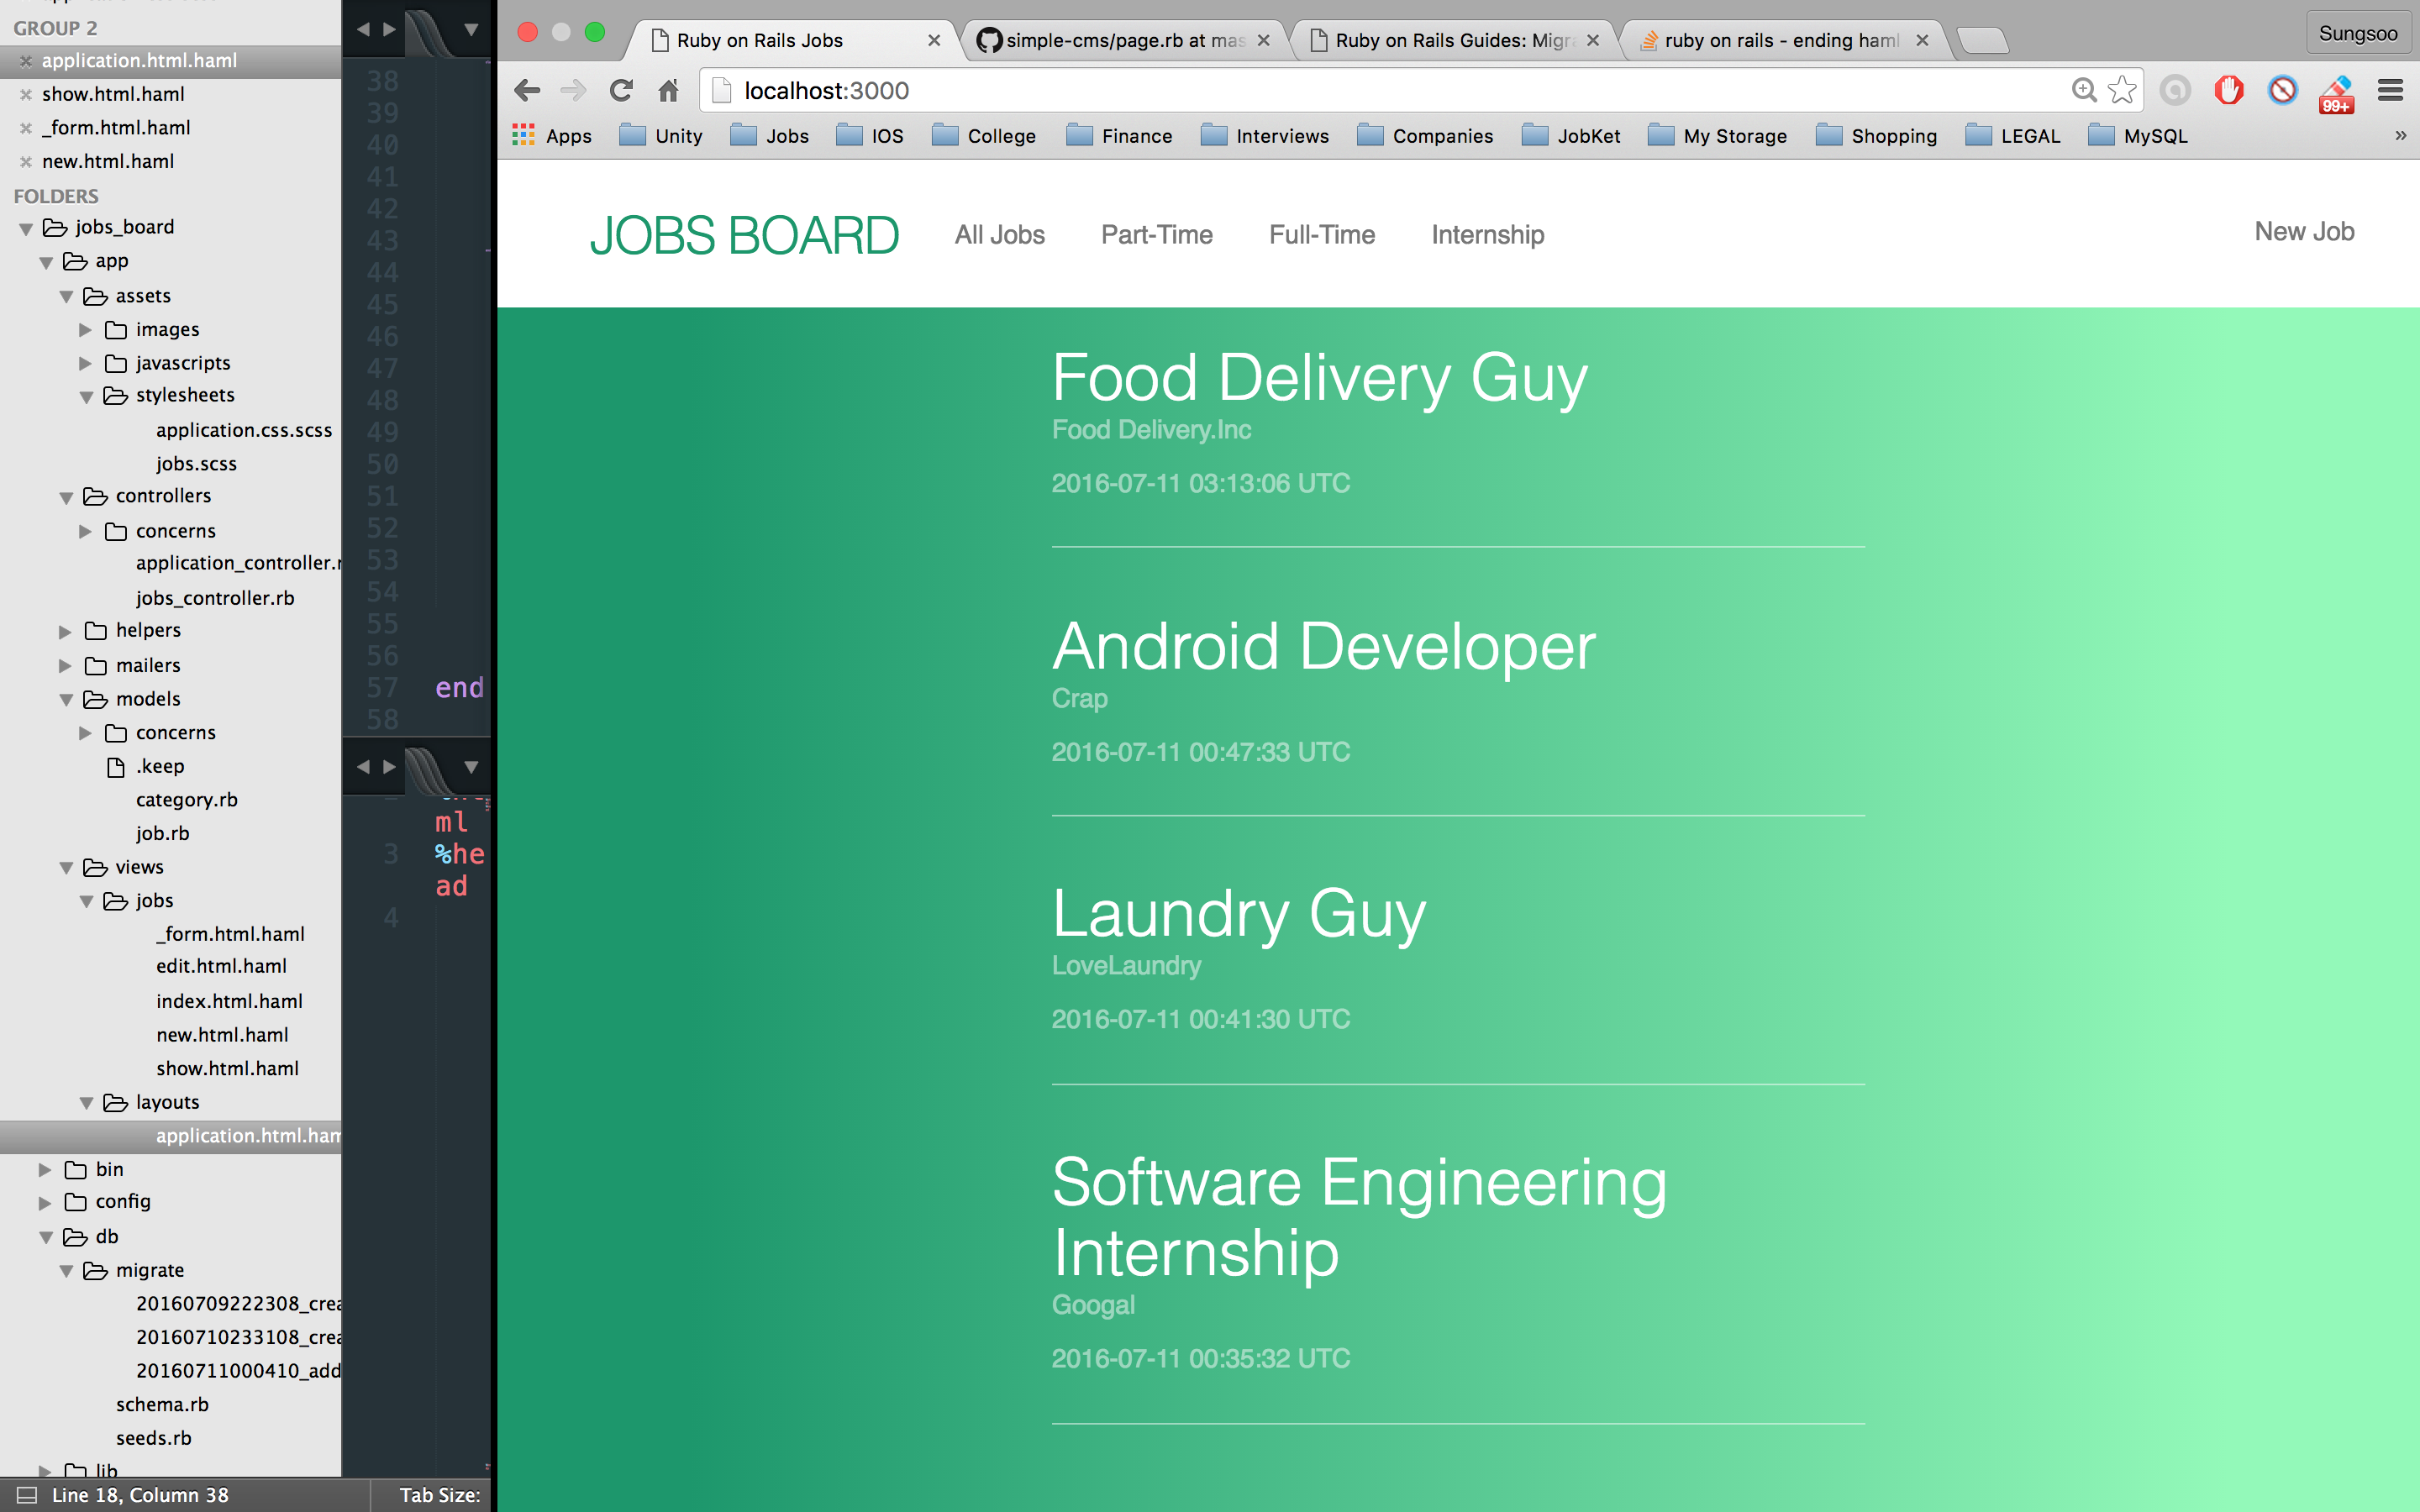 GROUP 2
application.html.haml
show.html.haml
_form.html.haml
new.html.haml
FOLDERS
jobs_board
app
assets
images
javascripts
stylesheets
application.css.scss
jobs.scss
controllers
concerns
application_controller.r
jobs_controller.rb
helpers
mailers
models
concerns
.keep
category.rb
job.rb
views
jobs
_form.html.haml
edit.html.haml
index.html.haml
new.html.haml
show.html.haml
layouts
application.html.ham
bin
config
db
migrate
20160709222308_crea
20160710233108_crea
20160711000410_add
schema.rb
seeds.rb
lib
Line 18, Column 38
Tab Size:
38
39
40
41
42
43
44
45
46
47
48
49
50
51
52
53
54
55
56
57 end
58
ml
3 %he
ad
4
Ruby on Rails Jobs
simple-cms/page.rb at mas
Ruby on Rails Guides: Migra
ruby on rails - ending haml
Sungsoo
localhost:3000
99+
Apps Unity Jobs IOS College Finance Interviews Companies JobKet My Storage Shopping LEGAL MySQL »
JOBS BOARD All Jobs Part-Time Full-Time Internship New Job
Food Delivery Guy
Food Delivery.Inc
2016-07-11 03:13:06 UTC
Android Developer
Crap
2016-07-11 00:47:33 UTC
Laundry Guy
LoveLaundry
2016-07-11 00:41:30 UTC
Software Engineering
Internship
Googal
2016-07-11 00:35:32 UTC